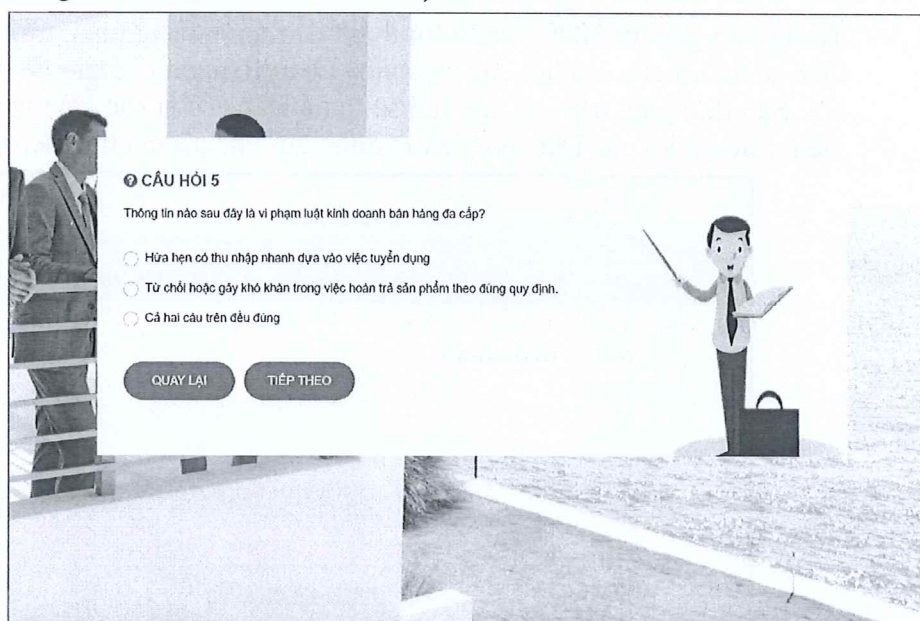 CÂU HỎI 5
Thông tin nào sau đây là vi phạm luật kinh doanh bán hàng đa cấp?
Hứa hẹn có thu nhập nhanh dựa vào việc tuyển dụng
Từ chối hoặc gây khó khăn trong việc hoàn trả sản phẩm theo đúng quy định.
Cả hai câu trên đều đúng
QUAY LẠI TIẾP THEO